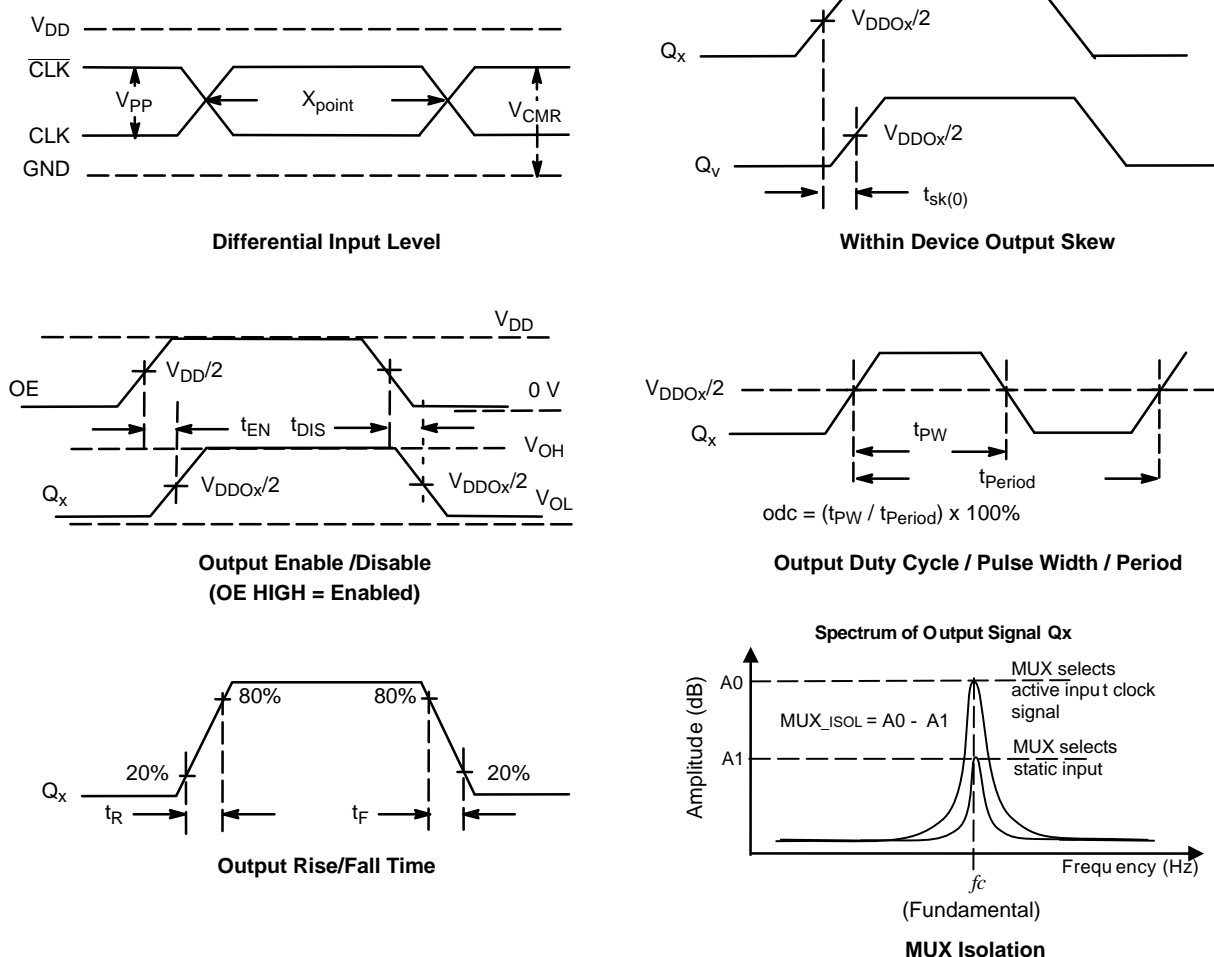 VDD
CLK
VPP
Xpoint
VCMR
CLK
GND
Differential Input Level
VDDOx/2
Qx
VDDOx/2
Qv
tsk(0)
Within Device Output Skew
VDD
VDD/2
OE
0 V
tEN
tDIS
VOH
VDDOx/2
VDDOx/2
Qx
VOL
Output Enable /Disable
(OE HIGH = Enabled)
VDDOx/2
Qx
tPW
tPeriod
odc = (tPW / tPeriod) x 100%
Output Duty Cycle / Pulse Width / Period
80%
80%
20%
20%
Qx
tR
tF
Output Rise/Fall Time
Spectrum of Output Signal Qx
A0
MUX selects
active input clock
signal
MUX_ISOL = A0 - A1
A1
MUX selects
static input
Amplitude (dB)
Frequency (Hz)
fc
(Fundamental)
MUX Isolation